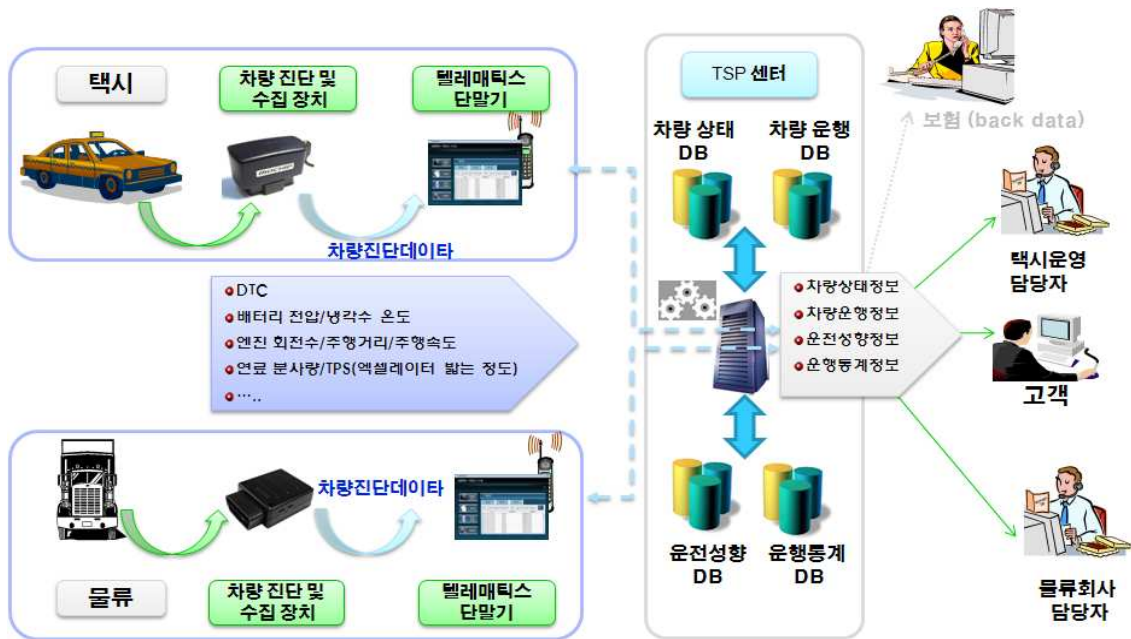 택시
차량 진단 및
수집 장치
텔레매틱스
단말기
차량진단데이타
DTC
배터리 전압/냉각수 온도
엔진 회전수/주행거리/주행속도
연료 분사량/TPS(엑셀레이터 밟는 정도)
…..
차량진단데이타
물류
차량 진단 및
수집 장치
텔레매틱스
단말기
TSP 센터
차량 상태
DB
차량 운행
DB
차량상태정보
차량운행정보
운전성향정보
운행통계정보
운전성향
DB
운행통계
DB
보험 (back data)
택시운영
담당자
고객
물류회사
담당자